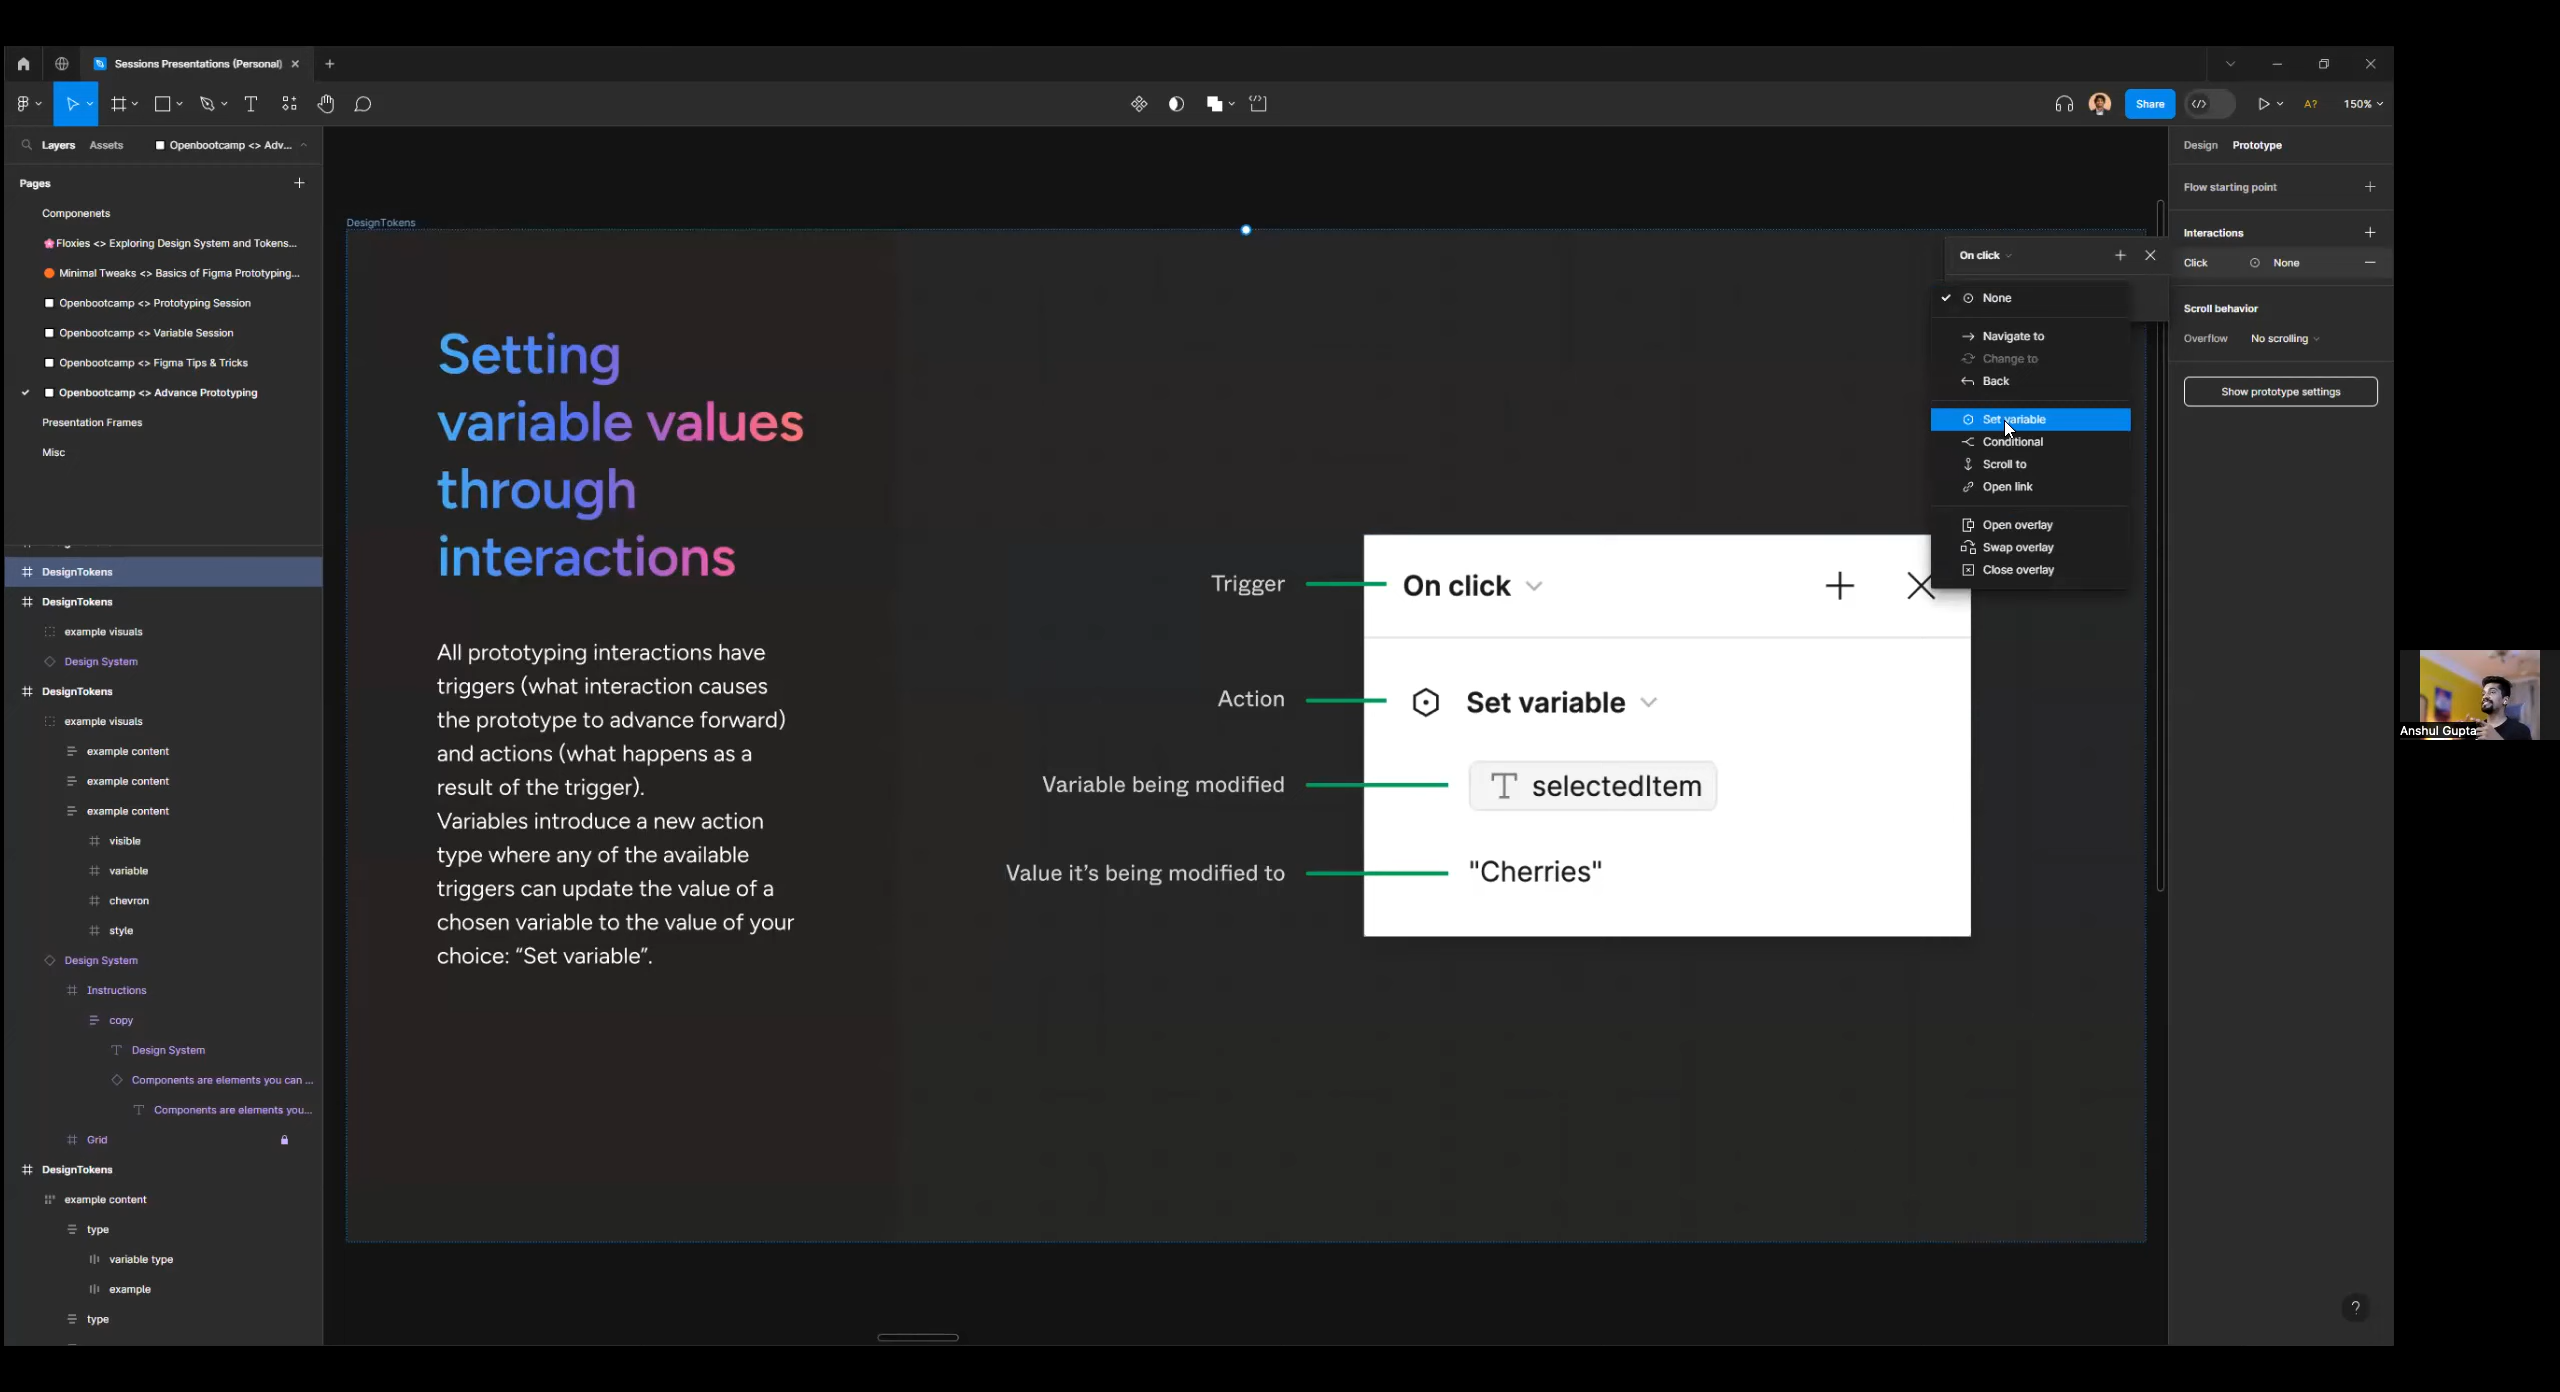 Sessions Presentations (Personal)
Share
A?
150%
Layers
Assets
Openbootcamp <> Adv...
Pages
Componenets
Floxies <> Exploring Design System and Tokens...
Minimal Tweaks <> Basics of Figma Prototyping...
Openbootcamp <> Prototyping Session
Openbootcamp <> Variable Session
Openbootcamp <> Figma Tips & Tricks
Openbootcamp <> Advance Prototyping
Presentation Frames
Misc
DesignTokens
DesignTokens
example visuals
Design System
DesignTokens
example visuals
example content
example content
example content
visible
variable
chevron
style
Design System
Instructions
copy
Design System
Components are elements you can ...
Components are elements you...
Grid
DesignTokens
example content
type
variable type
example
type
DesignTokens
Setting
variable values
through
interactions
All prototyping interactions have
triggers (what interaction causes
the prototype to advance forward)
and actions (what happens as a
result of the trigger).
Variables introduce a new action
type where any of the available
triggers can update the value of a
chosen variable to the value of your
choice: “Set variable”.
Trigger
On click
Action
Set variable
Variable being modified
selectedItem
Value it’s being modified to
"Cherries"
On click
None
Navigate to
Change to
Back
Set variable
Conditional
Scroll to
Open link
Open overlay
Swap overlay
Close overlay
Design
Prototype
Flow starting point
Interactions
Click
None
Scroll behavior
Overflow
No scrolling
Show prototype settings
?
Anshul Gupta